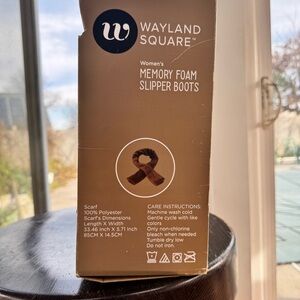 w
WAYLAND
SQUARE™
Women's
MEMORY FOAM
SLIPPER BOOTS
Scarf
100% Polyester
Scarf's Dimensions
Length X Width
33.46 Inch X 5.71 Inch
85CM X 14.5CM
CARE INSTRUCTIONS:
Machine wash cold
Gentle cycle with like
colors
Only non-chlorine
bleach when needed
Tumble dry low
Do not iron.